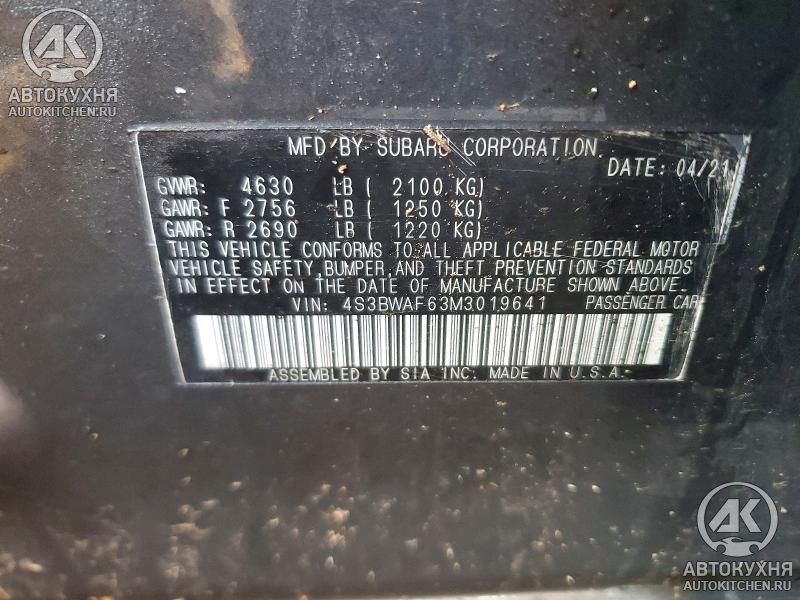 АК
АВТОКУХНЯ
AUTOKITCHEN.RU
MFD BY SUBARU CORPORATION
DATE: 04/21
GVWR: 4630 LB ( 2100 KG)
GAWR: F 2756 LB ( 1250 KG)
GAWR: R 2690 LB ( 1220 KG)
THIS VEHICLE CONFORMS TO ALL APPLICABLE FEDERAL MOTOR
VEHICLE SAFETY, BUMPER, AND THEFT PREVENTION STANDARDS
IN EFFECT ON THE DATE OF MANUFACTURE SHOWN ABOVE.
VIN: 4S3BWAF63M3019641 PASSENGER CAR
ASSEMBLED BY SIA INC. MADE IN U.S.A.
АК
АВТОКУХНЯ
AUTOKITCHEN.RU